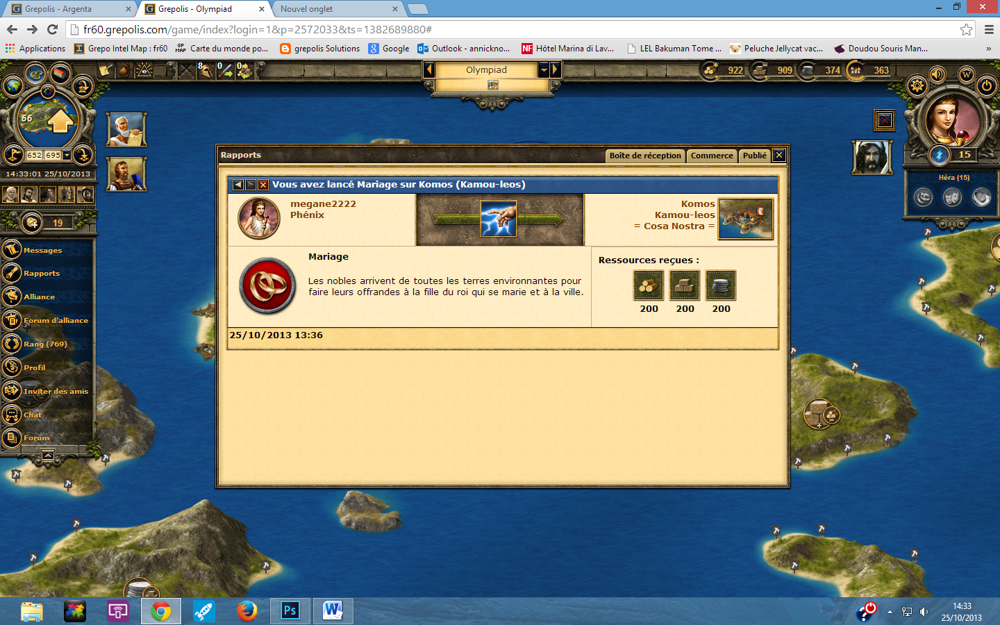 Grepolis - Argenta
Grepolis - Olympiad
Nouvel onglet
fr60.grepolis.com/game/index?login=1&p=2572033&ts=1382689880#
Applications
Grepo Intel Map : fr60
GP MAP
Carte du monde po...
grepolis Solutions
Google
Outlook - annickno...
NF
Hôtel Marina di Lav...
LEL Bakuman Tome ...
Peluche Jellycat vac...
Doudou Souris Man...
»
8 0 0
Olympiad
922 909 374 363
66
652 695
14:33:01 25/10/2013
19
Messages
Rapports
Alliance
Forum d'alliance
Rang (769)
Profil
Inviter des amis
Chat
Forum
15
Héra (15)
Rapports
Boîte de réception
Commerce
Publié
Vous avez lancé Mariage sur Komos (Kamou-leos)
megane2222
Phénix
Komos
Kamou-leos
= Cosa Nostra =
Mariage
Les nobles arrivent de toutes les terres environnantes pour
faire leurs offrandes à la fille du roi qui se marie et à la ville.
Ressources reçues :
200 200 200
25/10/2013 13:36
Ps
W
14:33
25/10/2013